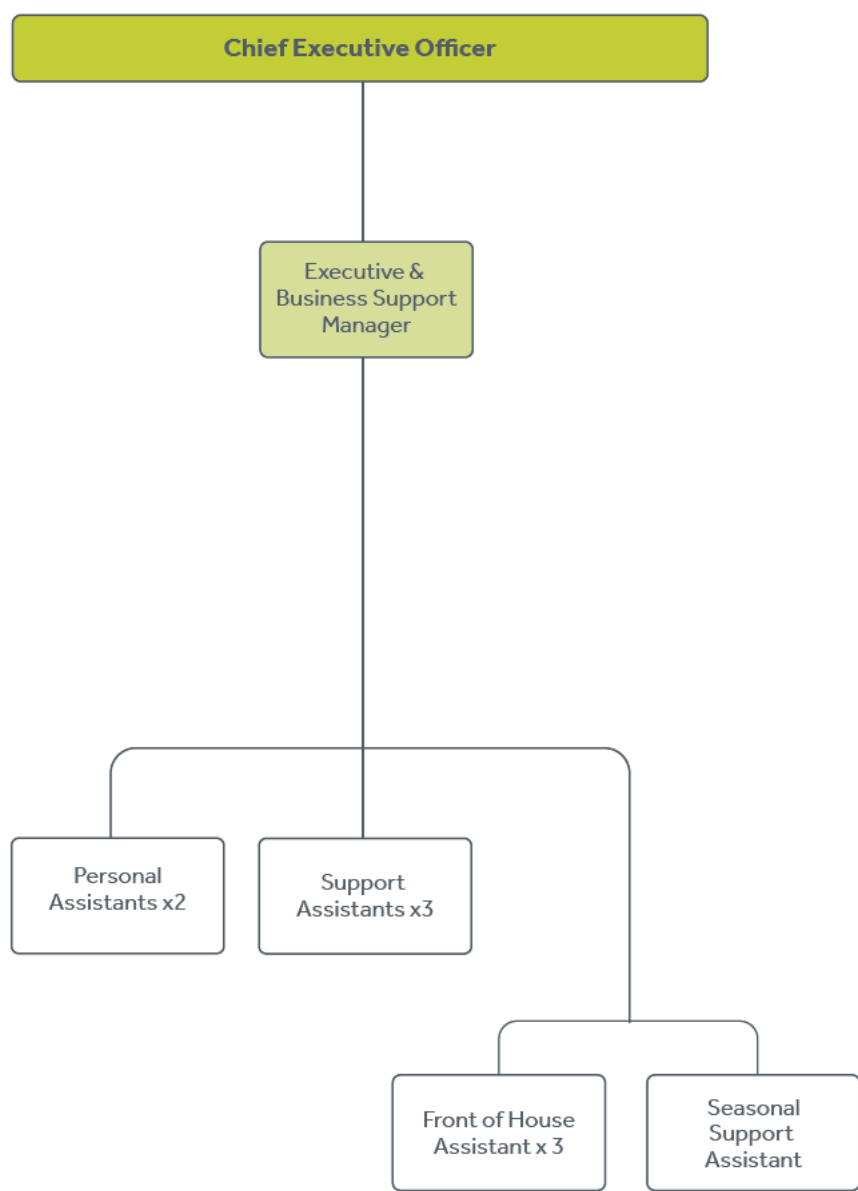 Chief Executive Officer
Executive &
Business Support
Manager
Personal
Assistants x2
Support
Assistants x3
Front of House
Assistant x 3
Seasonal
Support
Assistant